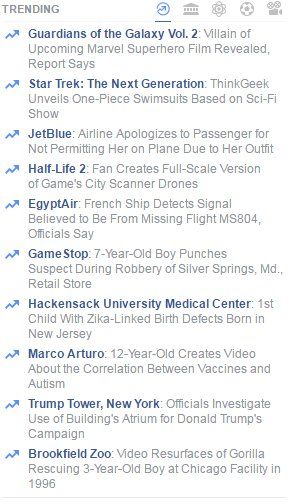 TRENDING
Guardians of the Galaxy Vol. 2: Villain of
Upcoming Marvel Superhero Film Revealed,
Report Says
Star Trek: The Next Generation: ThinkGeek
Unveils One-Piece Swimsuits Based on Sci-Fi
Show
JetBlue: Airline Apologizes to Passenger for
Not Permitting Her on Plane Due to Her Outfit
Half-Life 2: Fan Creates Full-Scale Version
of Game's City Scanner Drones
EgyptAir: French Ship Detects Signal
Believed to Be From Missing Flight MS804,
Officials Say
GameStop: 7-Year-Old Boy Punches
Suspect During Robbery of Silver Springs, Md.,
Retail Store
Hackensack University Medical Center: 1st
Child With Zika-Linked Birth Defects Born in
New Jersey
Marco Arturo: 12-Year-Old Creates Video
About the Correlation Between Vaccines and
Autism
Trump Tower, New York: Officials Investigate
Use of Building's Atrium for Donald Trump's
Campaign
Brookfield Zoo: Video Resurfaces of Gorilla
Rescuing 3-Year-Old Boy at Chicago Facility in
1996